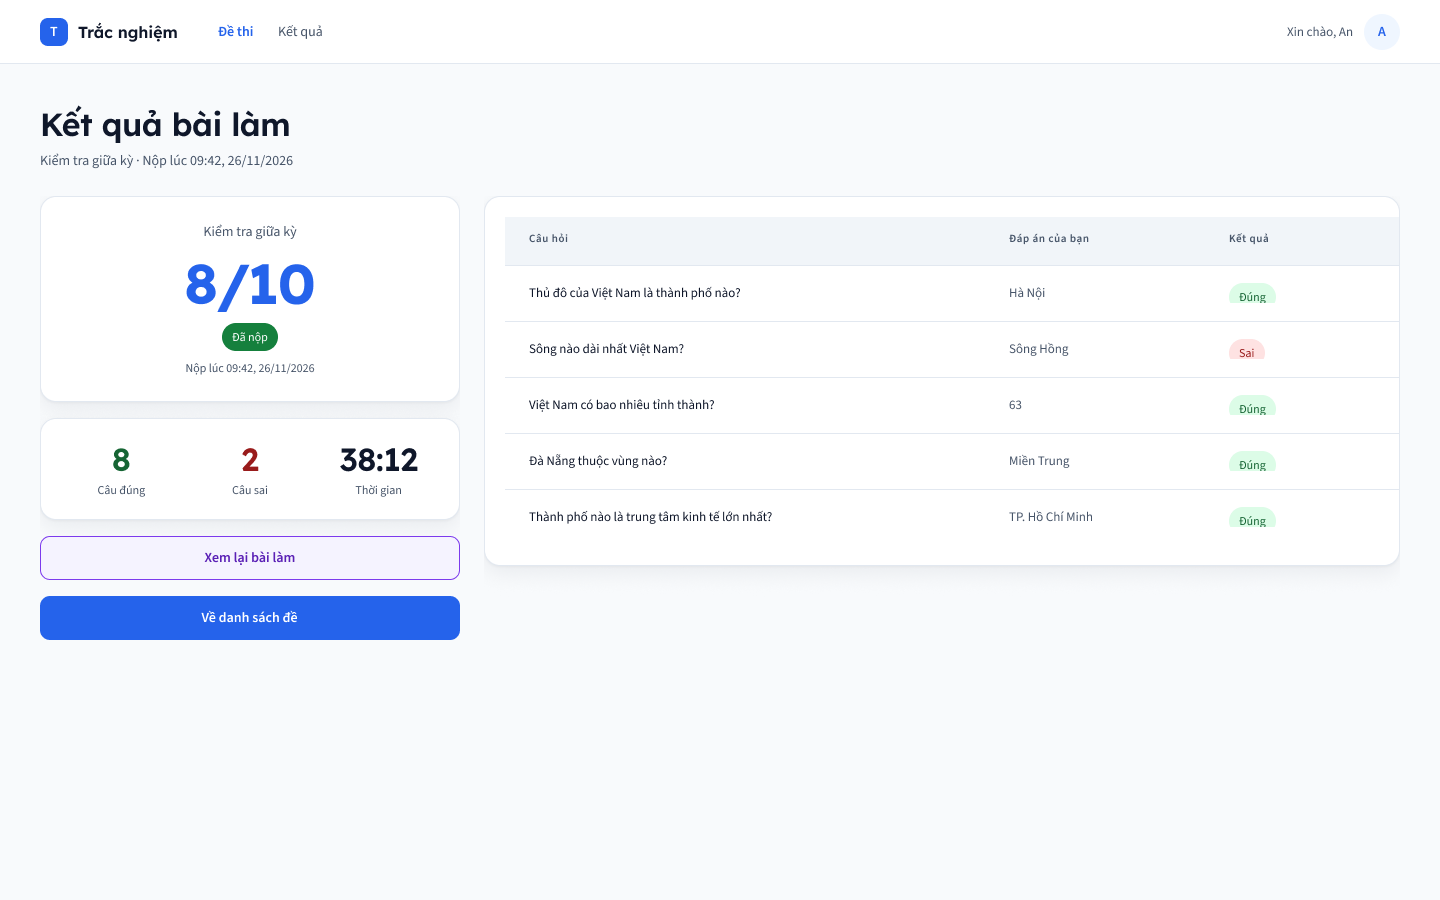 T Trắc nghiệm Đề thi Kết quả Xin chào, An A
Kết quả bài làm
Kiểm tra giữa kỳ · Nộp lúc 09:42, 26/11/2026
Kiểm tra giữa kỳ
8/10
Đã nộp
Nộp lúc 09:42, 26/11/2026
8 2 38:12
Câu đúng Câu sai Thời gian
Xem lại bài làm
Về danh sách đề
Câu hỏi Đáp án của bạn Kết quả
Thủ đô của Việt Nam là thành phố nào? Hà Nội Đúng
Sông nào dài nhất Việt Nam? Sông Hồng Sai
Việt Nam có bao nhiêu tỉnh thành? 63 Đúng
Đà Nẵng thuộc vùng nào? Miền Trung Đúng
Thành phố nào là trung tâm kinh tế lớn nhất? TP. Hồ Chí Minh Đúng